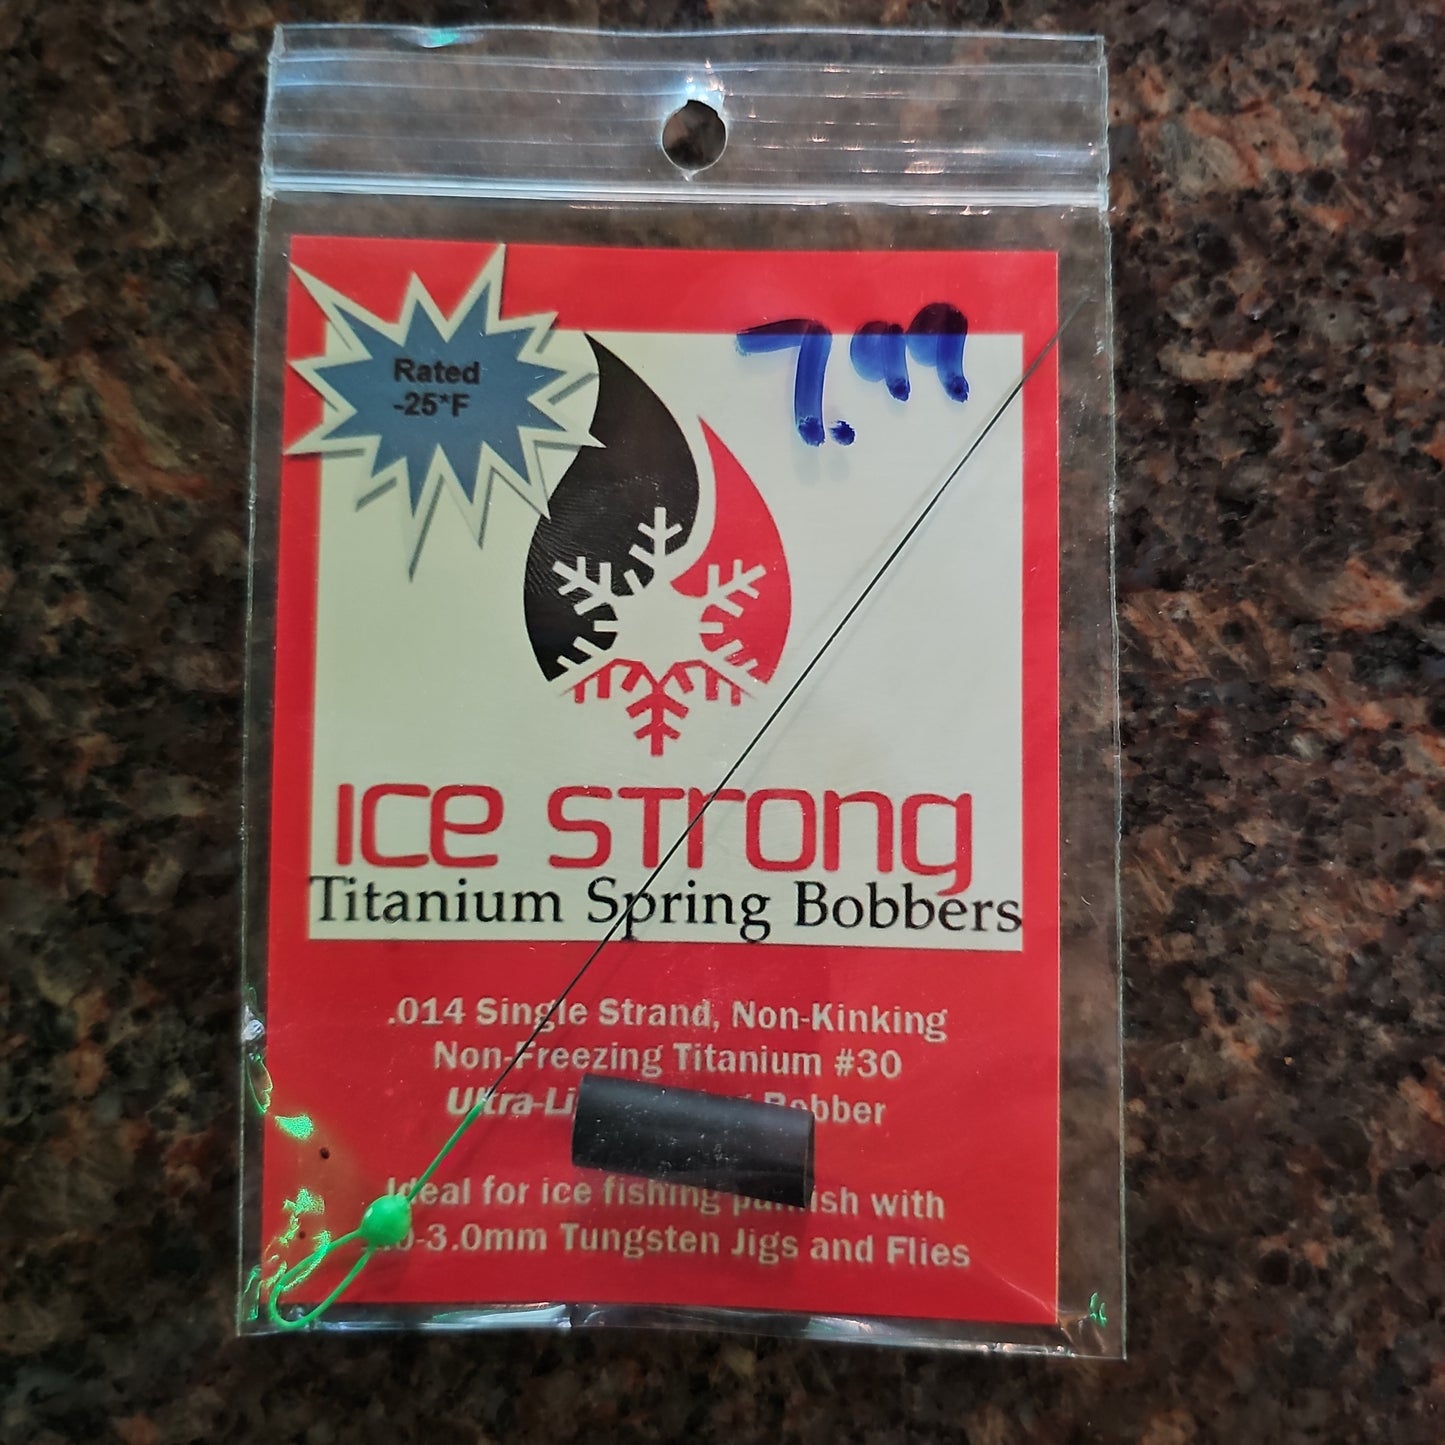 Rated
-25*F
7.99
ICE STrong
Titanium Spring Bobbers
.014 Single Strand, Non-Kinking
Non-Freezing Titanium #30
Bobber
Ideal for ice fishing with
Tungsten Jigs and Flies